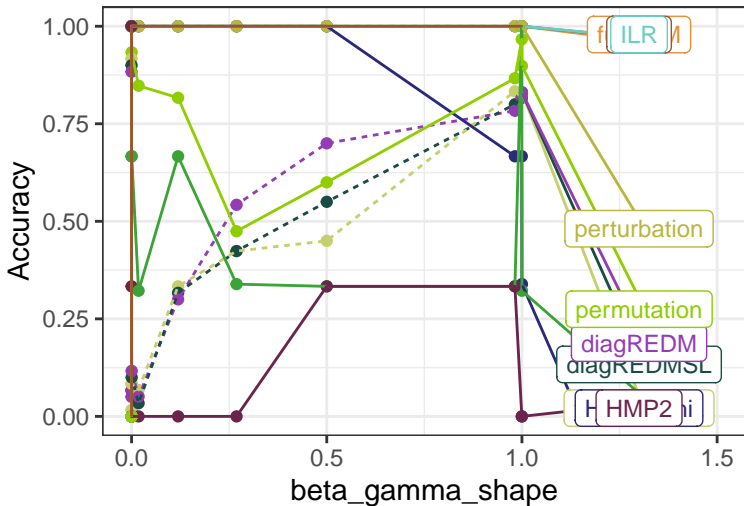 1.00
0.75
0.50
0.25
0.00
Accuracy
ILR
perturbation
permutation
diagREDM
diagREDMSL
HMP2
0.0
0.5
1.0
1.5
beta_gamma_shape